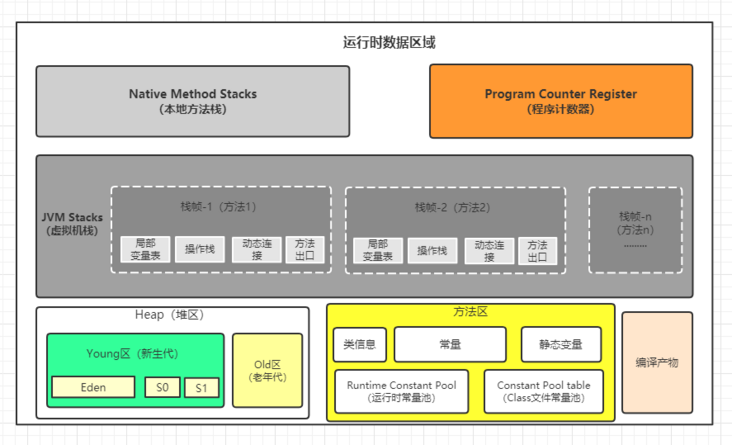 运行时数据区域
Native Method Stacks
（本地方法栈）
Program Counter Register
（程序计数器）
JVM Stacks
（虚拟机栈）
栈帧-1（方法1）
局部
变量表
操作栈
动态连
接
方法
出口
栈帧-2（方法2）
局部
变量表
操作栈
动态连
接
方法
出口
栈帧-n
（方法n）
.........
Heap（堆区）
Young区（新生代）
Eden
S0
S1
Old区
（老年代）
方法区
类信息
常量
静态变量
Runtime Constant Pool
（运行时常量池）
Constant Pool table
（Class文件常量池）
编译产物